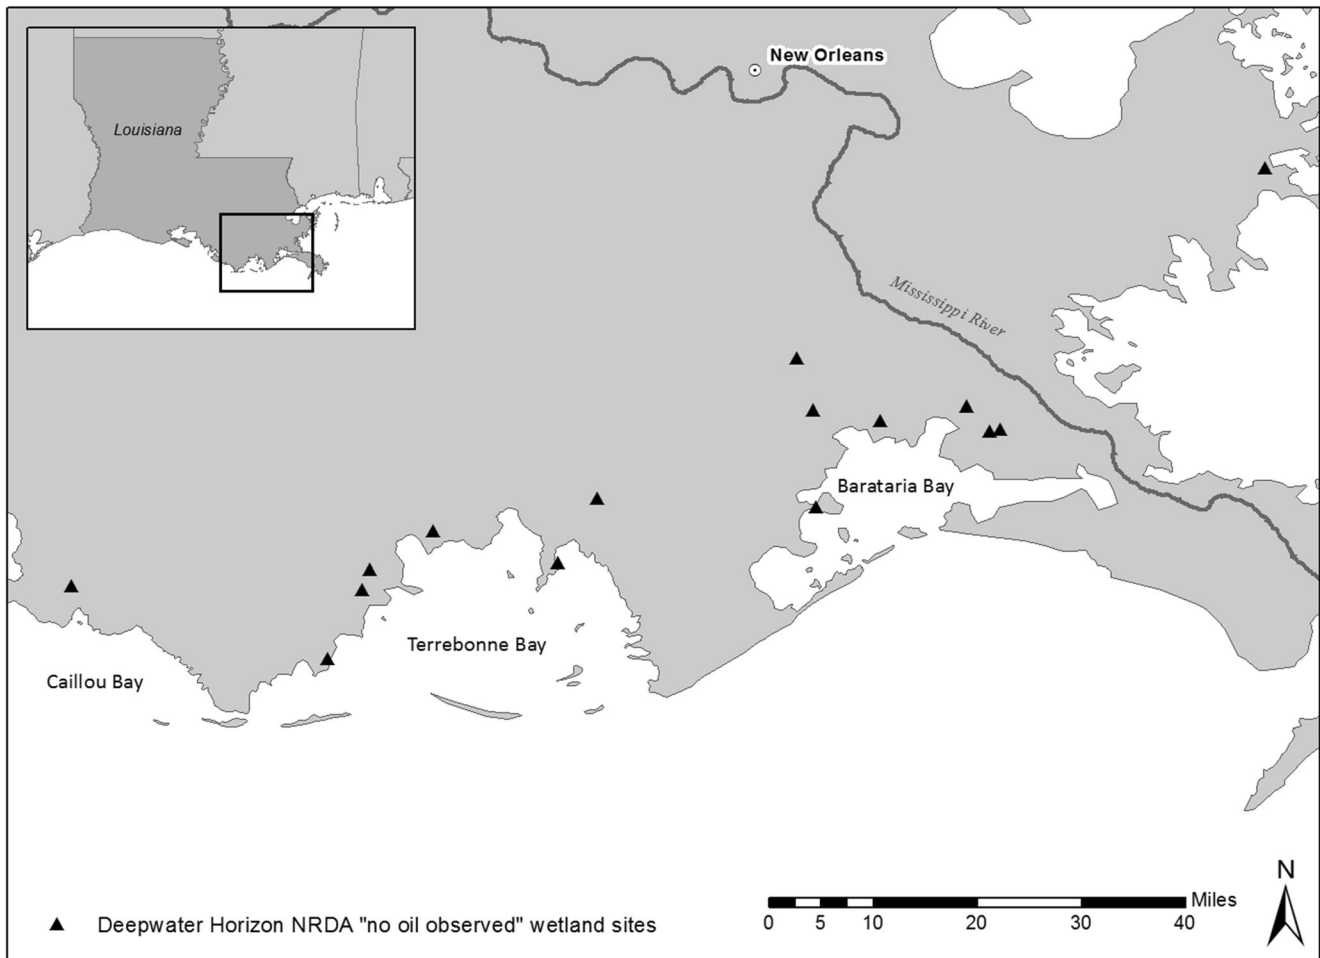 New Orleans
Louisiana
Mississippi River
Barataria Bay
Terrebonne Bay
Caillou Bay
N
Miles
0 5 10 20 30 40
Deepwater Horizon NRDA "no oil observed" wetland sites